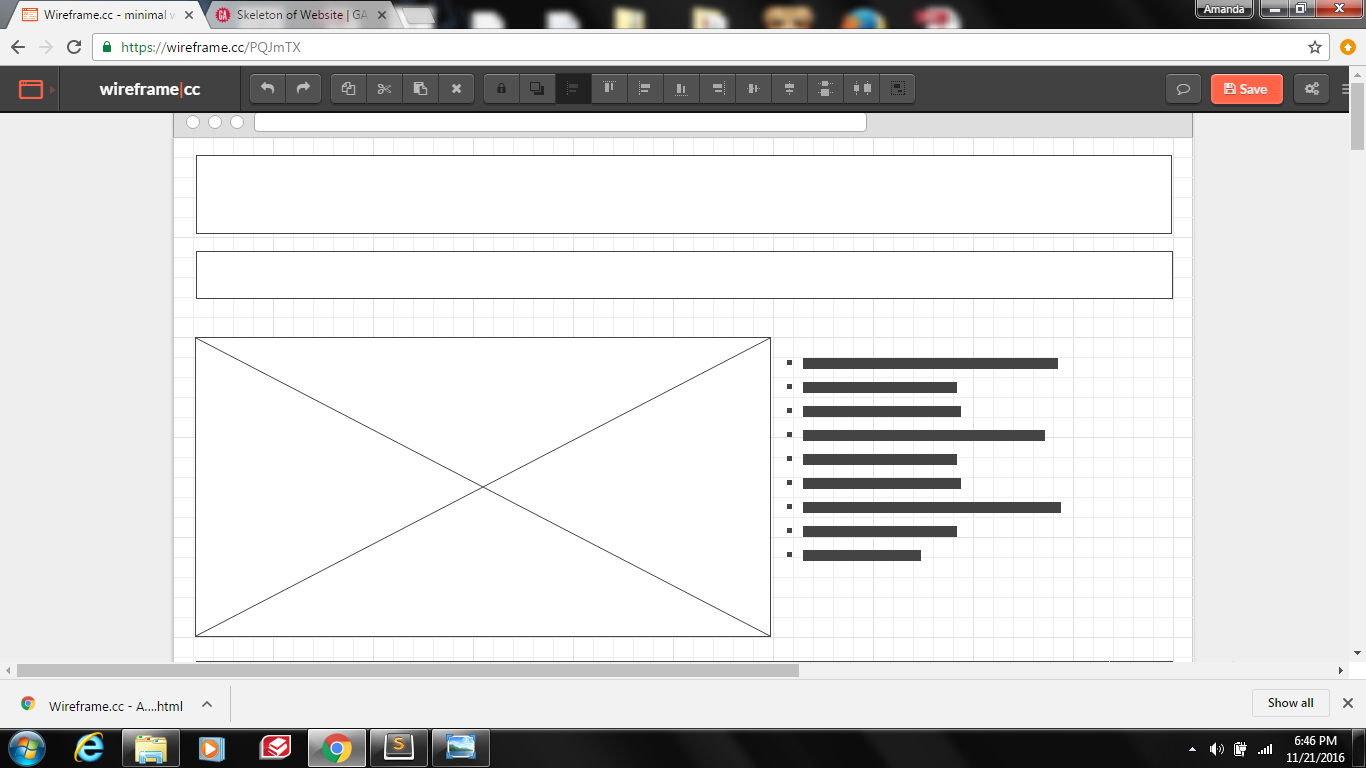 Wireframe.cc - minimal w
Skeleton of Website | GA
Amanda
https://wireframe.cc/PQJmTX
wireframe|cc
Save
Wireframe.cc - A....html
Show all
6:46 PM
11/21/2016